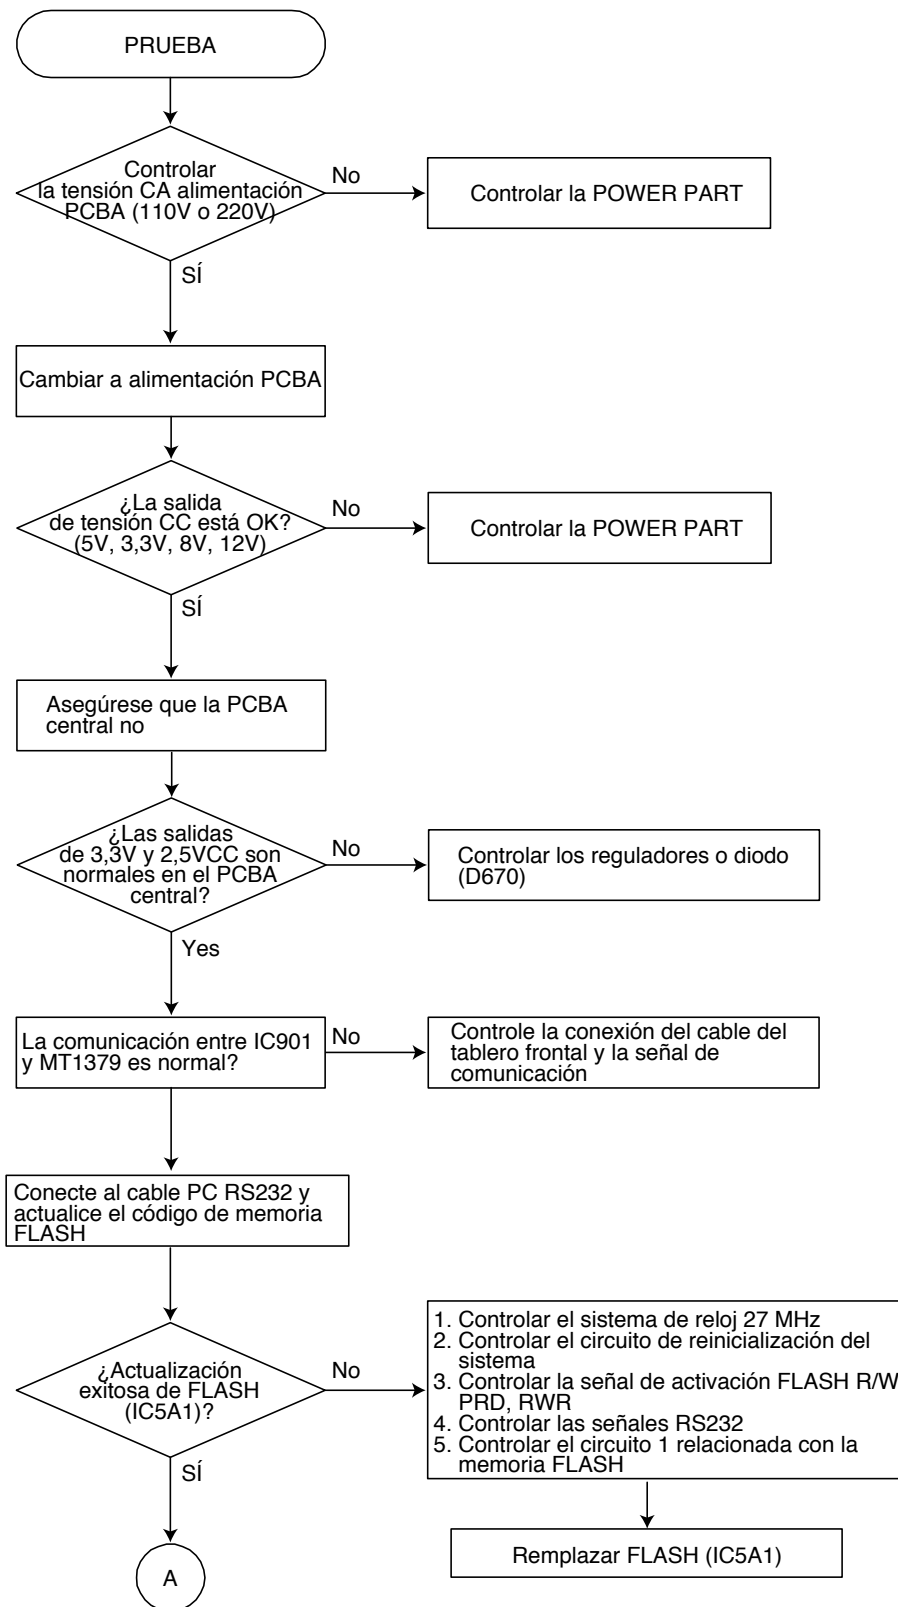 PRUEBA
Controlar
la tensión CA alimentación
PCBA (110V o 220V)
No
Controlar la POWER PART
SÍ
Cambiar a alimentación PCBA
¿La salida
de tensión CC está OK?
(5V, 3,3V, 8V, 12V)
No
Controlar la POWER PART
SÍ
Asegúrese que la PCBA
central no
¿Las salidas
de 3,3V y 2,5VCC son
normales en el PCBA
central?
No
Controlar los reguladores o diodo
(D670)
Yes
La comunicación entre IC901
y MT1379 es normal?
No
Controle la conexión del cable del
tablero frontal y la señal de
comunicación
Conecte al cable PC RS232 y
actualice el código de memoria
FLASH
¿Actualización
exitosa de FLASH
(IC5A1)?
No
1. Controlar el sistema de reloj 27 MHz
2. Controlar el circuito de reinicialización del
sistema
3. Controlar la señal de activación FLASH R/W
PRD, RWR
4. Controlar las señales RS232
5. Controlar el circuito 1 relacionada con la
memoria FLASH
SÍ
Remplazar FLASH (IC5A1)
A